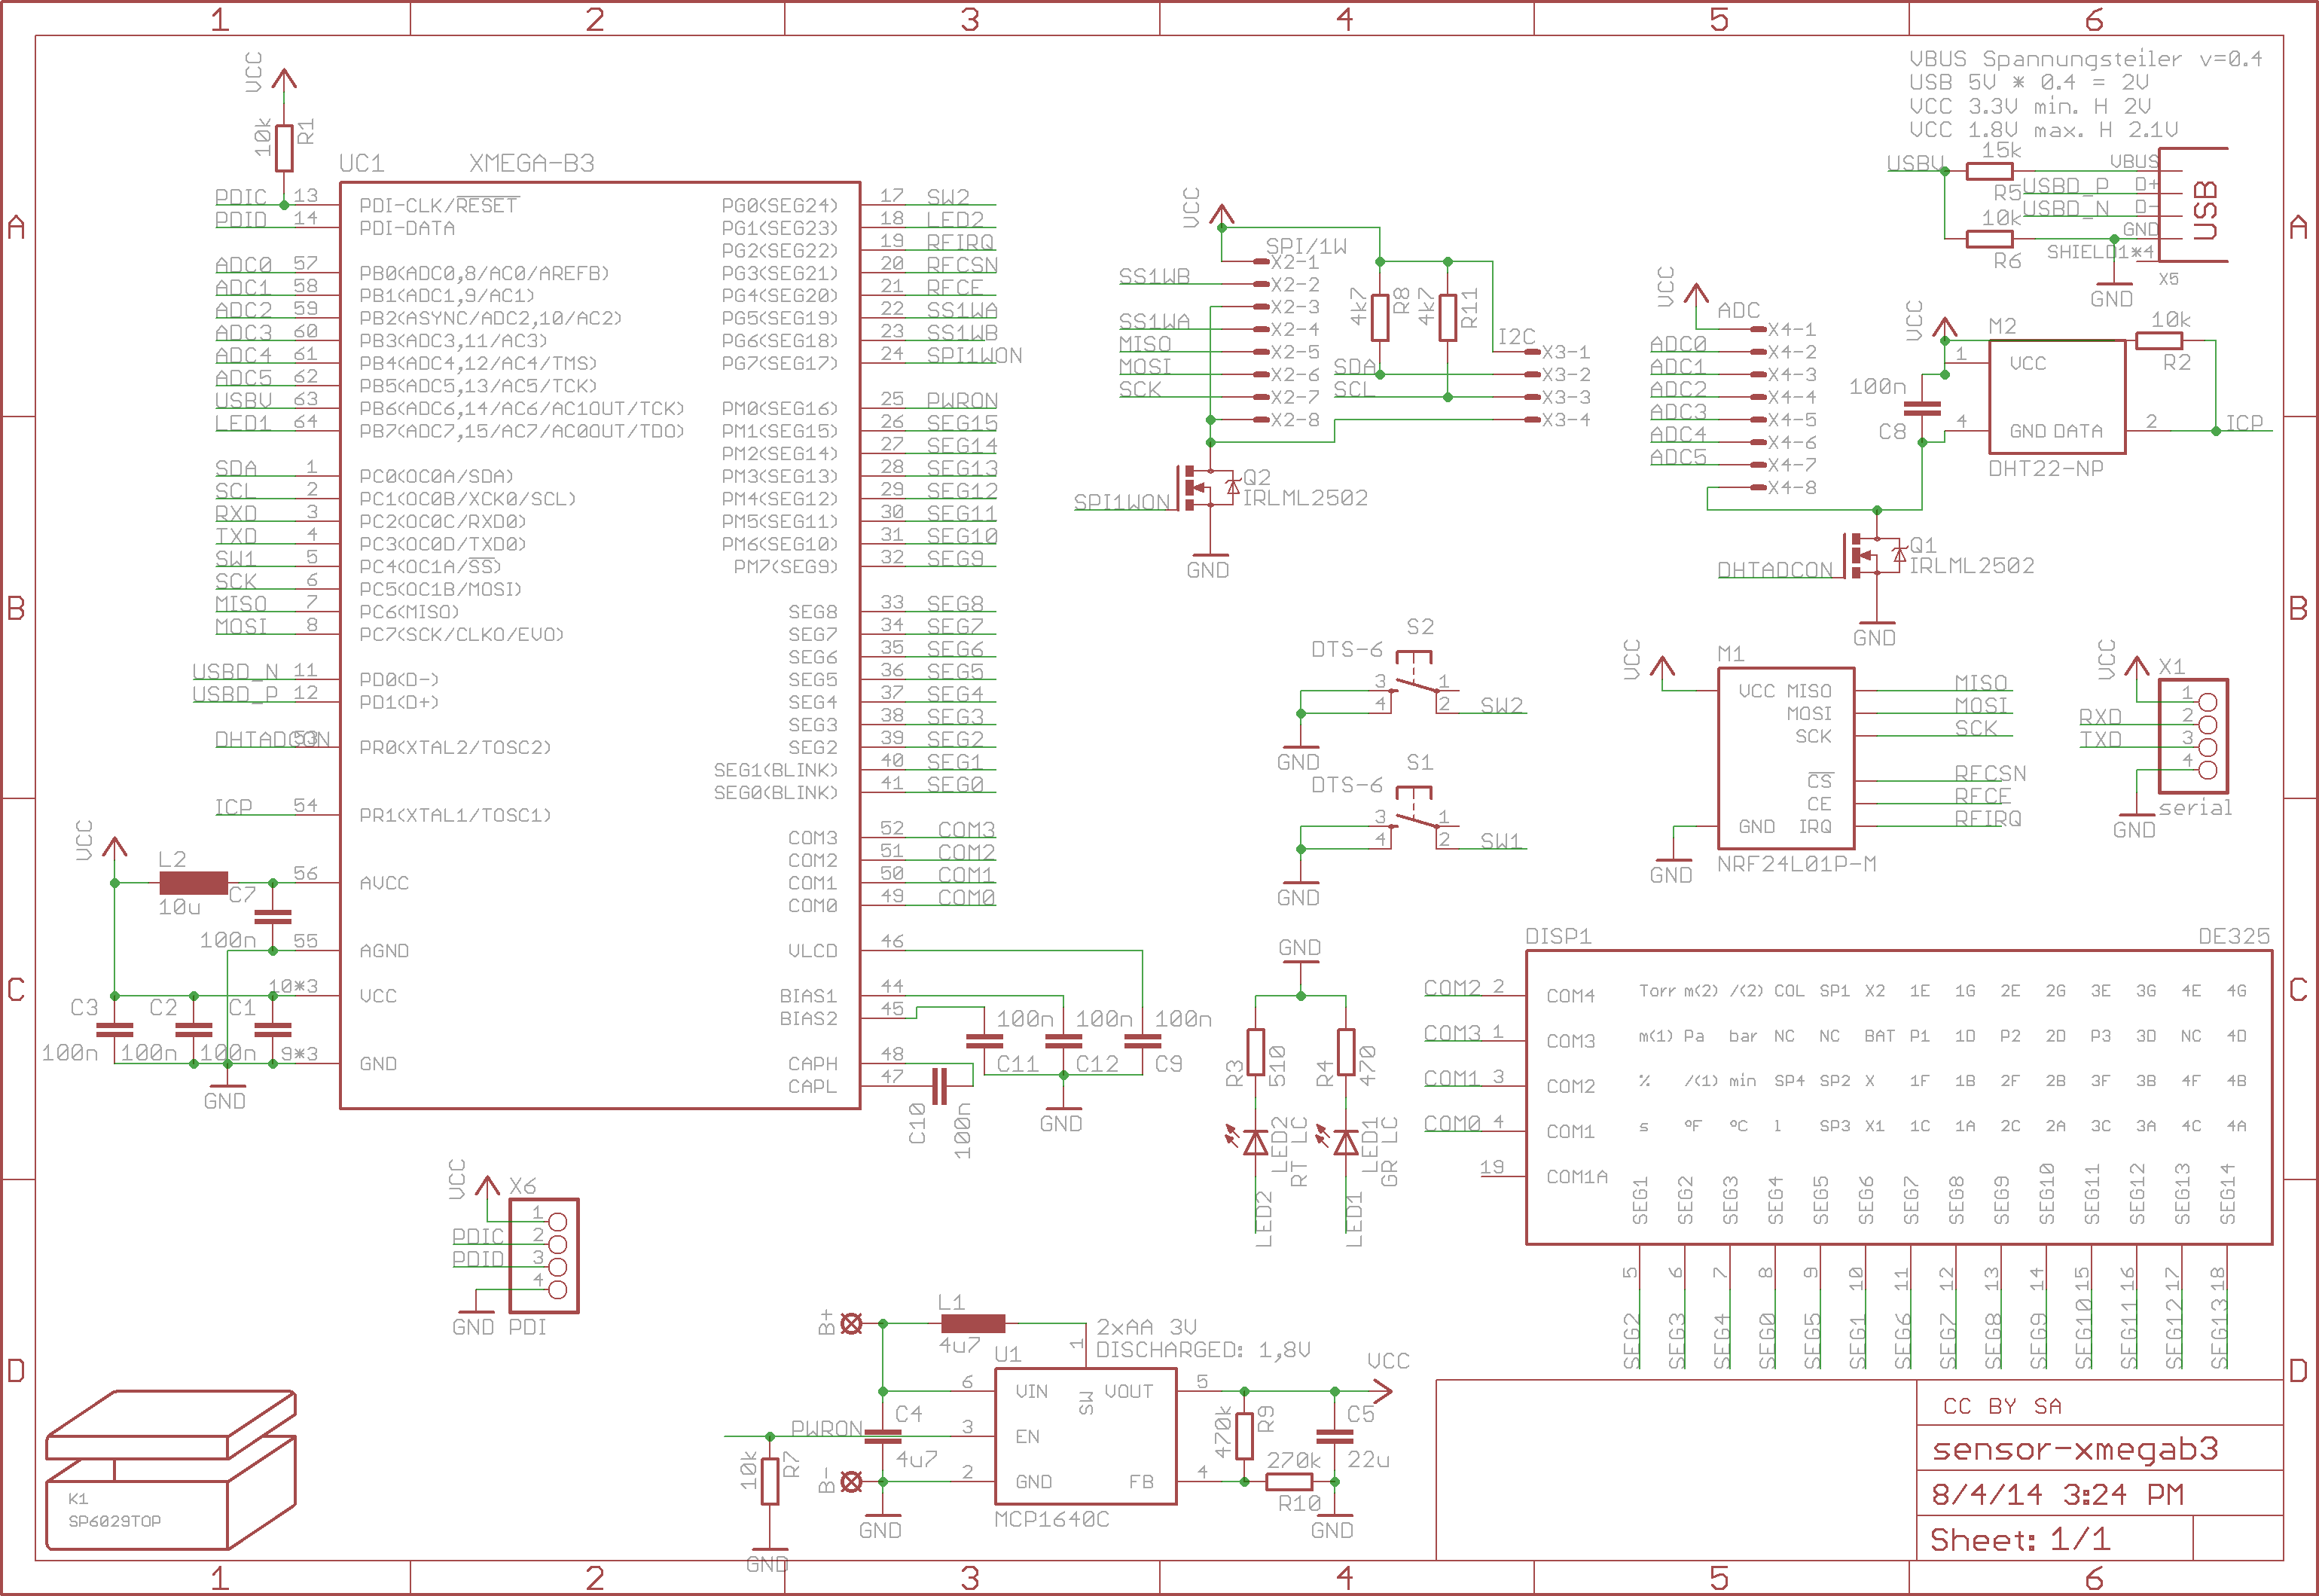 1 2 3 4 5 6
A
B
C
D
VCC
10k
R1
UC1 XMEGA-B3
PDIC 13 PDI-CLK/RESET
PDID 14 PDI-DATA
ADC0 57 PB0(ADC0,8/AC0/AREFB)
ADC1 58 PB1(ADC1,9/AC1)
ADC2 59 PB2(ASYNC/ADC2,10/AC2)
ADC3 60 PB3(ADC3,11/AC3)
ADC4 61 PB4(ADC4,12/AC4/TMS)
ADC5 62 PB5(ADC5,13/AC5/TCK)
USBV 63 PB6(ADC6,14/AC6/AC1OUT/TCK)
LED1 64 PB7(ADC7,15/AC7/AC0OUT/TDO)
SDA 1 PC0(OC0A/SDA)
SCL 2 PC1(OC0B/XCK0/SCL)
RXD 3 PC2(OC0C/RXD0)
TXD 4 PC3(OC0D/TXD0)
SW1 5 PC4(OC1A/SS)
SCK 6 PC5(OC1B/MOSI)
MISO 7 PC6(MISO)
MOSI 8 PC7(SCK/CLKO/EVO)
USBD_N 11 PD0(D-)
USBD_P 12 PD1(D+)
DHTADCON 53 PR0(XTAL2/TOSC2)
ICP 54 PR1(XTAL1/TOSC1)
VCC
L2
10u
C7
100n
56 AVCC
55 AGND
10*3 VCC
9*3 GND
C3 C2 C1
100n 100n 100n
GND
PG0(SEG24) 17 SW2
PG1(SEG23) 18 LED2
PG2(SEG22) 19 RFIRQ
PG3(SEG21) 20 RFCSN
PG4(SEG20) 21 RFCE
PG5(SEG19) 22 SS1WA
PG6(SEG18) 23 SS1WB
PG7(SEG17) 24 SPI1WON
PM0(SEG16) 25 PWRON
PM1(SEG15) 26 SEG15
PM2(SEG14) 27 SEG14
PM3(SEG13) 28 SEG13
PM4(SEG12) 29 SEG12
PM5(SEG11) 30 SEG11
PM6(SEG10) 31 SEG10
PM7(SEG9) 32 SEG9
SEG8 33 SEG8
SEG7 34 SEG7
SEG6 35 SEG6
SEG5 36 SEG5
SEG4 37 SEG4
SEG3 38 SEG3
SEG2 39 SEG2
SEG1(BLINK) 40 SEG1
SEG0(BLINK) 41 SEG0
COM3 52 COM3
COM2 51 COM2
COM1 50 COM1
COM0 49 COM0
VLCD 46
BIAS1 44
BIAS2 45
CAPH 48
CAPL 47
C10
100n
100n 100n 100n
C11 C12 C9
GND
VCC
SPI/1W
X2-1
SS1WB X2-2
X2-3
SS1WA X2-4
MISO X2-5
MOSI X2-6
SCK X2-7
X2-8
4k7 R8
4k7 R11
I2C
X3-1
SDA X3-2
SCL X3-3
X3-4
SPI1WON
Q2
IRLML2502
GND
VCC
ADC
X4-1
ADC0 X4-2
ADC1 X4-3
ADC2 X4-4
ADC3 X4-5
ADC4 X4-6
ADC5 X4-7
X4-8
DHTADCON
Q1
IRLML2502
GND
VBUS Spannungsteiler v=0.4
USB 5V * 0.4 = 2V
VCC 3.3V min. H 2V
VCC 1.8V max. H 2.1V
USBV
15k
R5
VBUS
USBD_P D+
USBD_N D-
10k
R6
GND
SHIELD1*4
USB
X5
GND
VCC
M2
10k
R2
1 VCC
100n
C8
4 GND DATA 2 ICP
DHT22-NP
S2
DTS-6
3 1
4 2 SW2
GND
S1
DTS-6
3 1
4 2 SW1
GND
VCC
M1
VCC MISO MISO
MOSI MOSI
SCK SCK
CS RFCSN
CE RFCE
GND IRQ RFIRQ
NRF24L01P-M
GND
VCC
X1
1
RXD 2
TXD 3
4
serial
GND
GND
R3 510
R4 470
LED2
RT LC
LED1
GR LC
LED2
LED1
DISP1 DE325
COM2 2 COM4 Torr m(2) /(2) COL SP1 X2 1E 1G 2E 2G 3E 3G 4E 4G
COM3 1 COM3 m(1) Pa bar NC NC BAT P1 1D P2 2D P3 3D NC 4D
COM1 3 COM2 % /(1) min SP4 SP2 X 1F 1B 2F 2B 3F 3B 4F 4B
COM0 4 COM1 s ºF ºC l SP3 X1 1C 1A 2C 2A 3C 3A 4C 4A
19 COM1A
SEG1 SEG2 SEG3 SEG4 SEG5 SEG6 SEG7 SEG8 SEG9 SEG10 SEG11 SEG12 SEG13 SEG14
5 6 7 8 9 10 11 12 13 14 15 16 17 18
SEG2 SEG3 SEG4 SEG0 SEG5 SEG1 SEG6 SEG7 SEG8 SEG9 SEG10 SEG11 SEG12 SEG13
VCC
X6
1
PDIC 2
PDID 3
4
GND PDI
K1
SP6029TOP
B+
L1
4u7
1
2xAA 3V
DISCHARGED: 1,8V
U1
6 VIN SW VOUT 5
VCC
PWRON 3 EN
2 GND FB 4
MCP1640C
C4
4u7
B-
10k R7
GND
GND
470k R9
270k
R10
C5
22u
GND
CC BY SA
sensor-xmegab3
8/4/14 3:24 PM
Sheet: 1/1
A
B
C
D
1 2 3 4 5 6